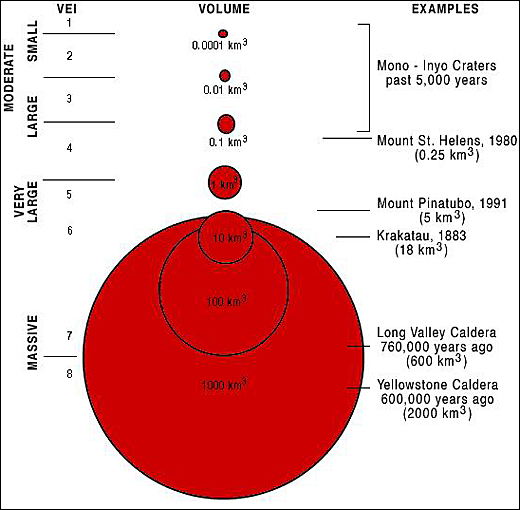 VEI
VOLUME
EXAMPLES
MODERATE
SMALL
LARGE
VERY
LARGE
MASSIVE
1
2
3
4
5
6
7
8
0.0001 km³
0.01 km³
0.1 km³
1 km³
10 km³
100 km³
1000 km³
Mono - Inyo Craters
past 5,000 years
Mount St. Helens, 1980
(0.25 km³)
Mount Pinatubo, 1991
(5 km³)
Krakatau, 1883
(18 km³)
Long Valley Caldera
760,000 years ago
(600 km³)
Yellowstone Caldera
600,000 years ago
(2000 km³)